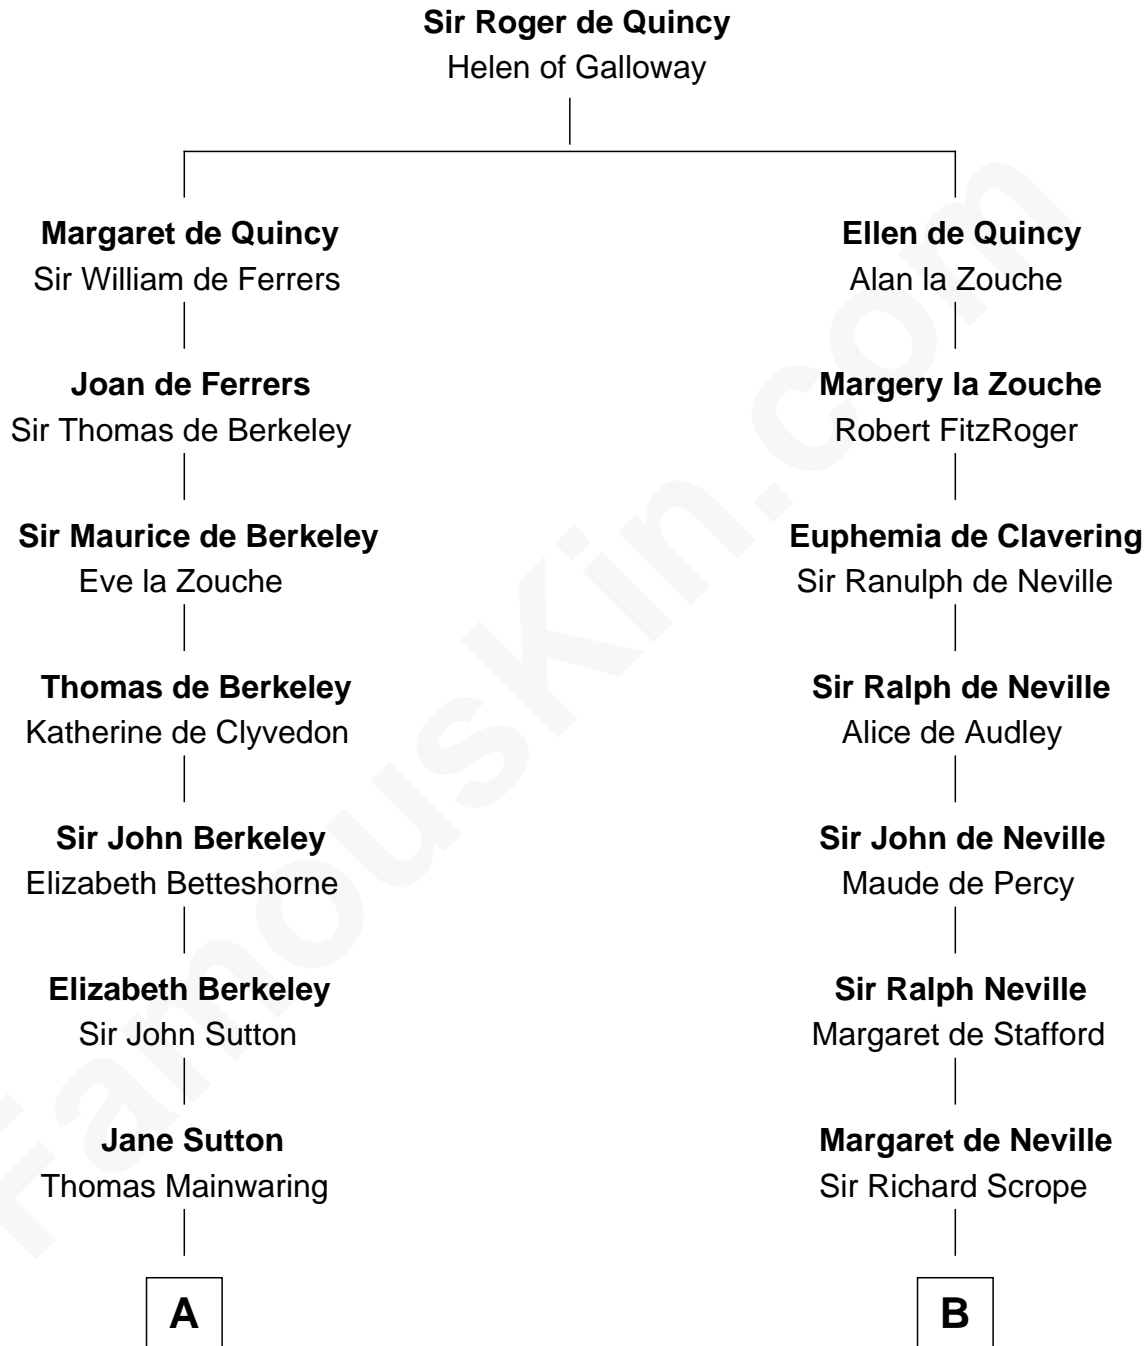 Sir Roger de Quincy
Helen of Galloway
Margaret de Quincy
Sir William de Ferrers
Ellen de Quincy
Alan la Zouche
Joan de Ferrers
Sir Thomas de Berkeley
Margery la Zouche
Robert FitzRoger
Sir Maurice de Berkeley
Eve la Zouche
Euphemia de Clavering
Sir Ranulph de Neville
Thomas de Berkeley
Katherine de Clyvedon
Sir Ralph de Neville
Alice de Audley
Sir John Berkeley
Elizabeth Betteshorne
Sir John de Neville
Maude de Percy
Elizabeth Berkeley
Sir John Sutton
Sir Ralph Neville
Margaret de Stafford
Jane Sutton
Thomas Mainwaring
Margaret de Neville
Sir Richard Scrope
A
B
FamousKin.com